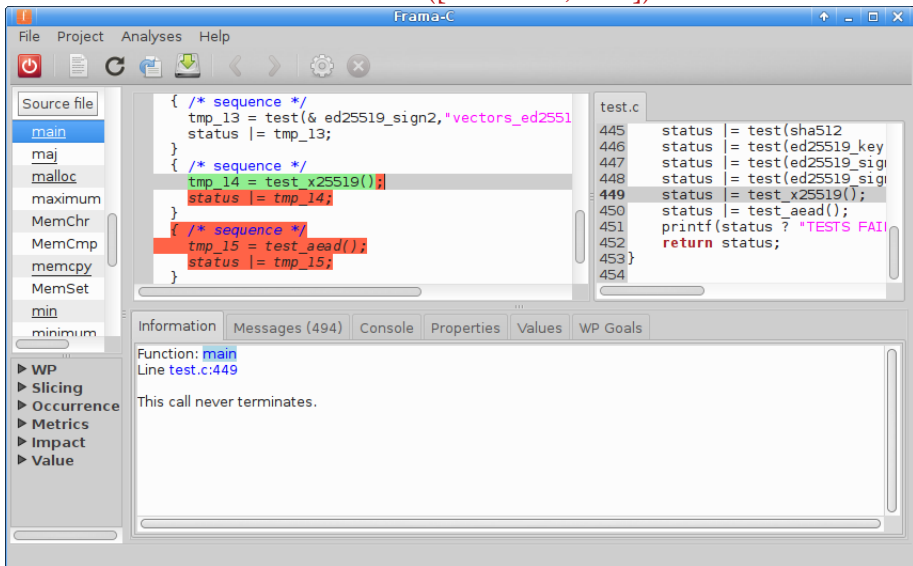 Frama-C
File Project Analyses Help
Source file
main
maj
malloc
maximum
MemChr
MemCmp
memcpy
MemSet
min
minimum
WP
Slicing
Occurrence
Metrics
Impact
Value
{ /* sequence */
tmp_13 = test(& ed25519_sign2,"vectors_ed2551
status |= tmp_13;
}
{ /* sequence */
tmp_14 = test_x25519();
status |= tmp_14;
}
{ /* sequence */
tmp_15 = test_aead();
status |= tmp_15;
}
test.c
445 status |= test(sha512
446 status |= test(ed25519_key
447 status |= test(ed25519_sig
448 status |= test(ed25519_sig
449 status |= test_x25519();
450 status |= test_aead();
451 printf(status ? "TESTS FAI
452 return status;
453 }
454
Information Messages (494) Console Properties Values WP Goals
Function: main
Line test.c:449
This call never terminates.